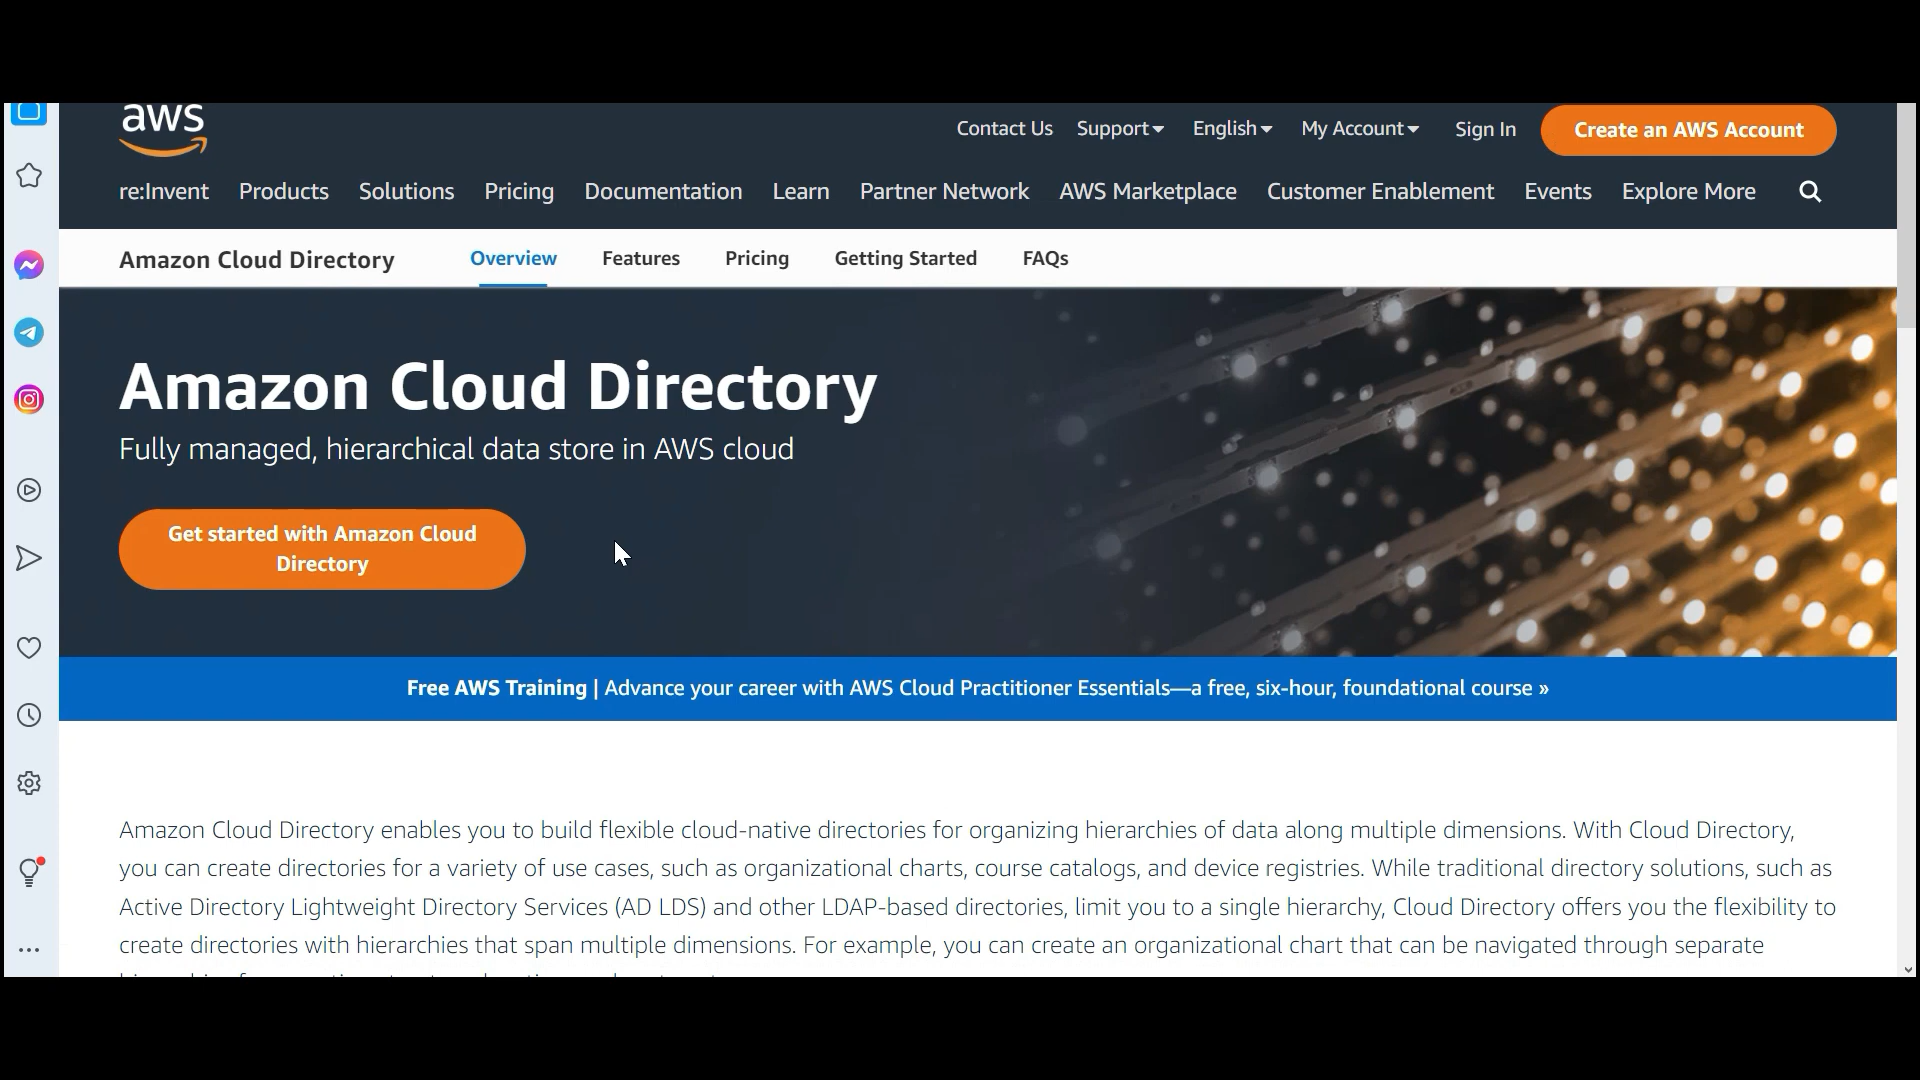 aws
Contact Us Support English My Account Sign In Create an AWS Account
re:Invent Products Solutions Pricing Documentation Learn Partner Network AWS Marketplace Customer Enablement Events Explore More
Amazon Cloud Directory Overview Features Pricing Getting Started FAQs
Amazon Cloud Directory
Fully managed, hierarchical data store in AWS cloud
Get started with Amazon Cloud
Directory
Free AWS Training | Advance your career with AWS Cloud Practitioner Essentials—a free, six-hour, foundational course »
Amazon Cloud Directory enables you to build flexible cloud-native directories for organizing hierarchies of data along multiple dimensions. With Cloud Directory,
you can create directories for a variety of use cases, such as organizational charts, course catalogs, and device registries. While traditional directory solutions, such as
Active Directory Lightweight Directory Services (AD LDS) and other LDAP-based directories, limit you to a single hierarchy, Cloud Directory offers you the flexibility to
create directories with hierarchies that span multiple dimensions. For example, you can create an organizational chart that can be navigated through separate